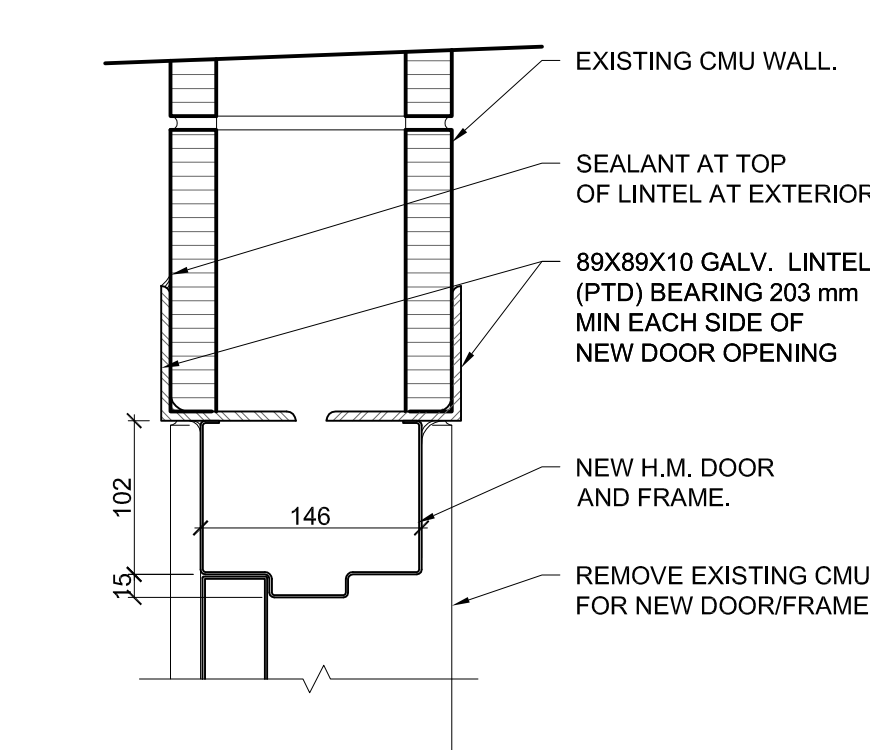 EXISTING CMU WALL.
SEALANT AT TOP
OF LINTEL AT EXTERIOR
89X89X10 GALV. LINTEL
(PTD) BEARING 203 mm
MIN EACH SIDE OF
NEW DOOR OPENING
NEW H.M. DOOR
AND FRAME.
102
146
15
REMOVE EXISTING CMU
FOR NEW DOOR/FRAME